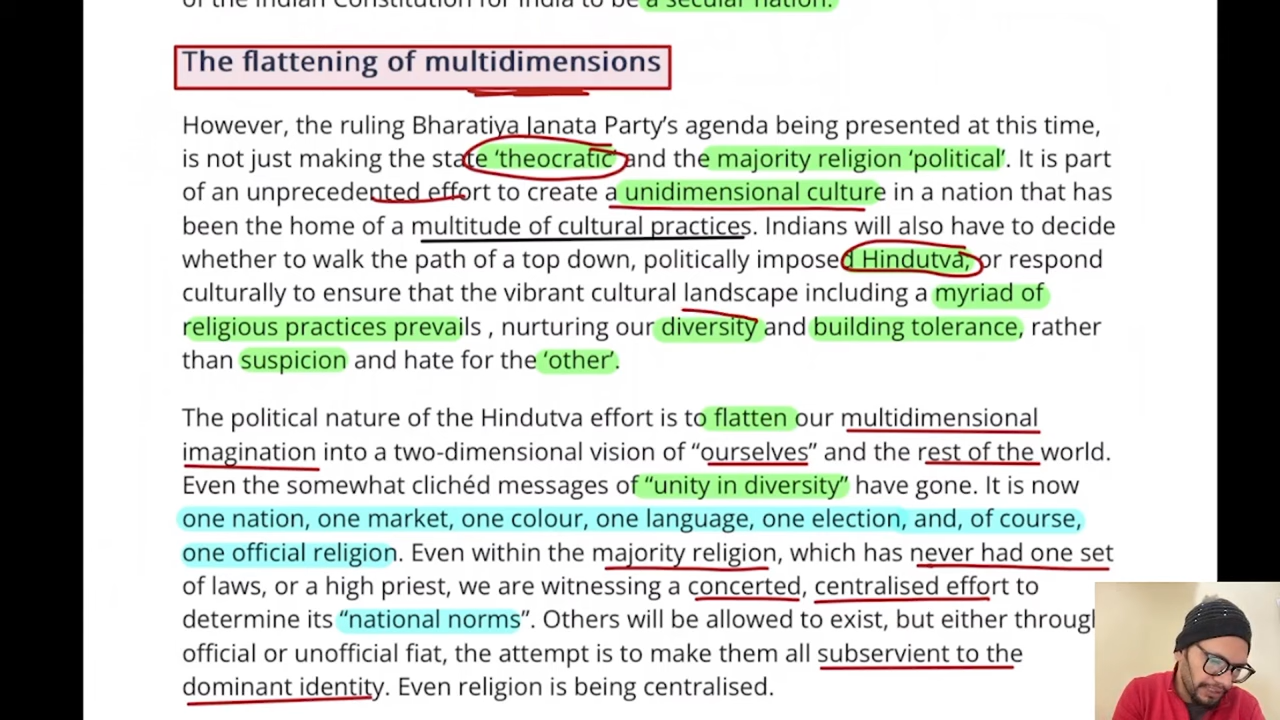 of the Indian Constitution for India to be a secular nation.
The flattening of multidimensions
However, the ruling Bharatiya Janata Party's agenda being presented at this time,
is not just making the state 'theocratic' and the majority religion 'political'. It is part
of an unprecedented effort to create a unidimensional culture in a nation that has
been the home of a multitude of cultural practices. Indians will also have to decide
whether to walk the path of a top down, politically imposed Hindutva, or respond
culturally to ensure that the vibrant cultural landscape including a myriad of
religious practices prevails , nurturing our diversity and building tolerance, rather
than suspicion and hate for the 'other'.
The political nature of the Hindutva effort is to flatten our multidimensional
imagination into a two-dimensional vision of “ourselves” and the rest of the world.
Even the somewhat clichéd messages of “unity in diversity” have gone. It is now
one nation, one market, one colour, one language, one election, and, of course,
one official religion. Even within the majority religion, which has never had one set
of laws, or a high priest, we are witnessing a concerted, centralised effort to
determine its “national norms”. Others will be allowed to exist, but either through
official or unofficial fiat, the attempt is to make them all subservient to the
dominant identity. Even religion is being centralised.